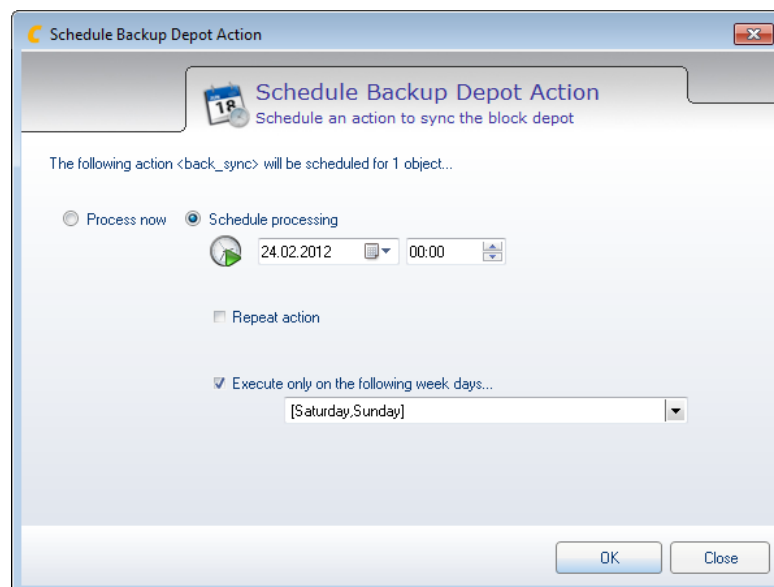 Schedule Backup Depot Action
Schedule Backup Depot Action
18
Schedule an action to sync the block depot
The following action <back_sync> will be scheduled for 1 object...
Process now Schedule processing
24.02.2012 00:00
Repeat action
Execute only on the following week days...
[Saturday,Sunday]
OK Close